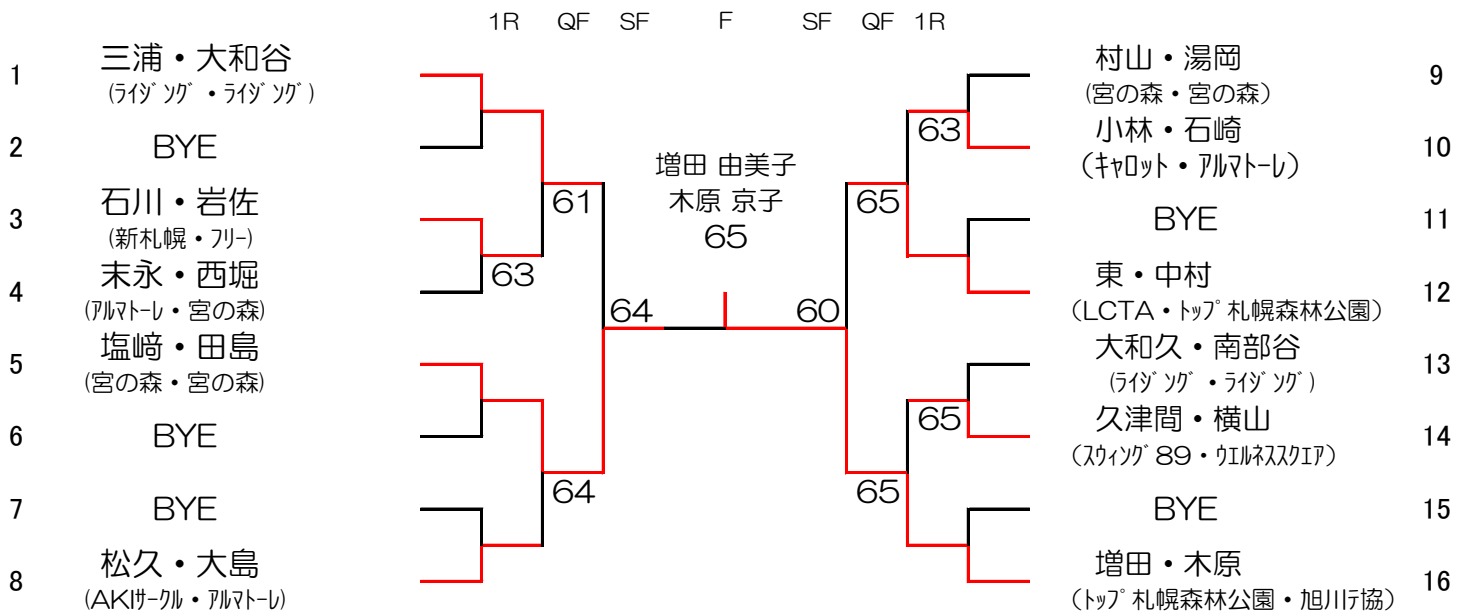 1R QF SF F SF QF 1R
1 三浦・大和谷
(ﾗｲｼﾞﾝｸﾞ・ﾗｲｼﾞﾝｸﾞ)
2 BYE
3 石川・岩佐
(新札幌・ﾌﾘｰ)
4 末永・西堀
(ｱﾙﾏﾄｰﾚ・宮の森)
5 塩﨑・田島
(宮の森・宮の森)
6 BYE
7 BYE
8 松久・大島
(AKIｻｰｸﾙ・ｱﾙﾏﾄｰﾚ)
61
63
64
64
増田 由美子
木原 京子
65
60
63
65
65
65
村山・湯岡 9
(宮の森・宮の森)
小林・石崎 10
(ｷｬロット・ｱﾙﾏﾄｰﾚ)
BYE 11
東・中村 12
(LCTA・ﾄｯﾌﾟ札幌森林公園)
大和久・南部谷 13
(ﾗｲｼﾞﾝｸﾞ・ﾗｲｼﾞﾝｸﾞ)
久津間・横山 14
(ｽｳｨﾝｸﾞ89・ｳｴﾙﾈｽｽｸｴｱ)
BYE 15
増田・木原 16
(ﾄｯﾌﾟ札幌森林公園・旭川ﾃ協)